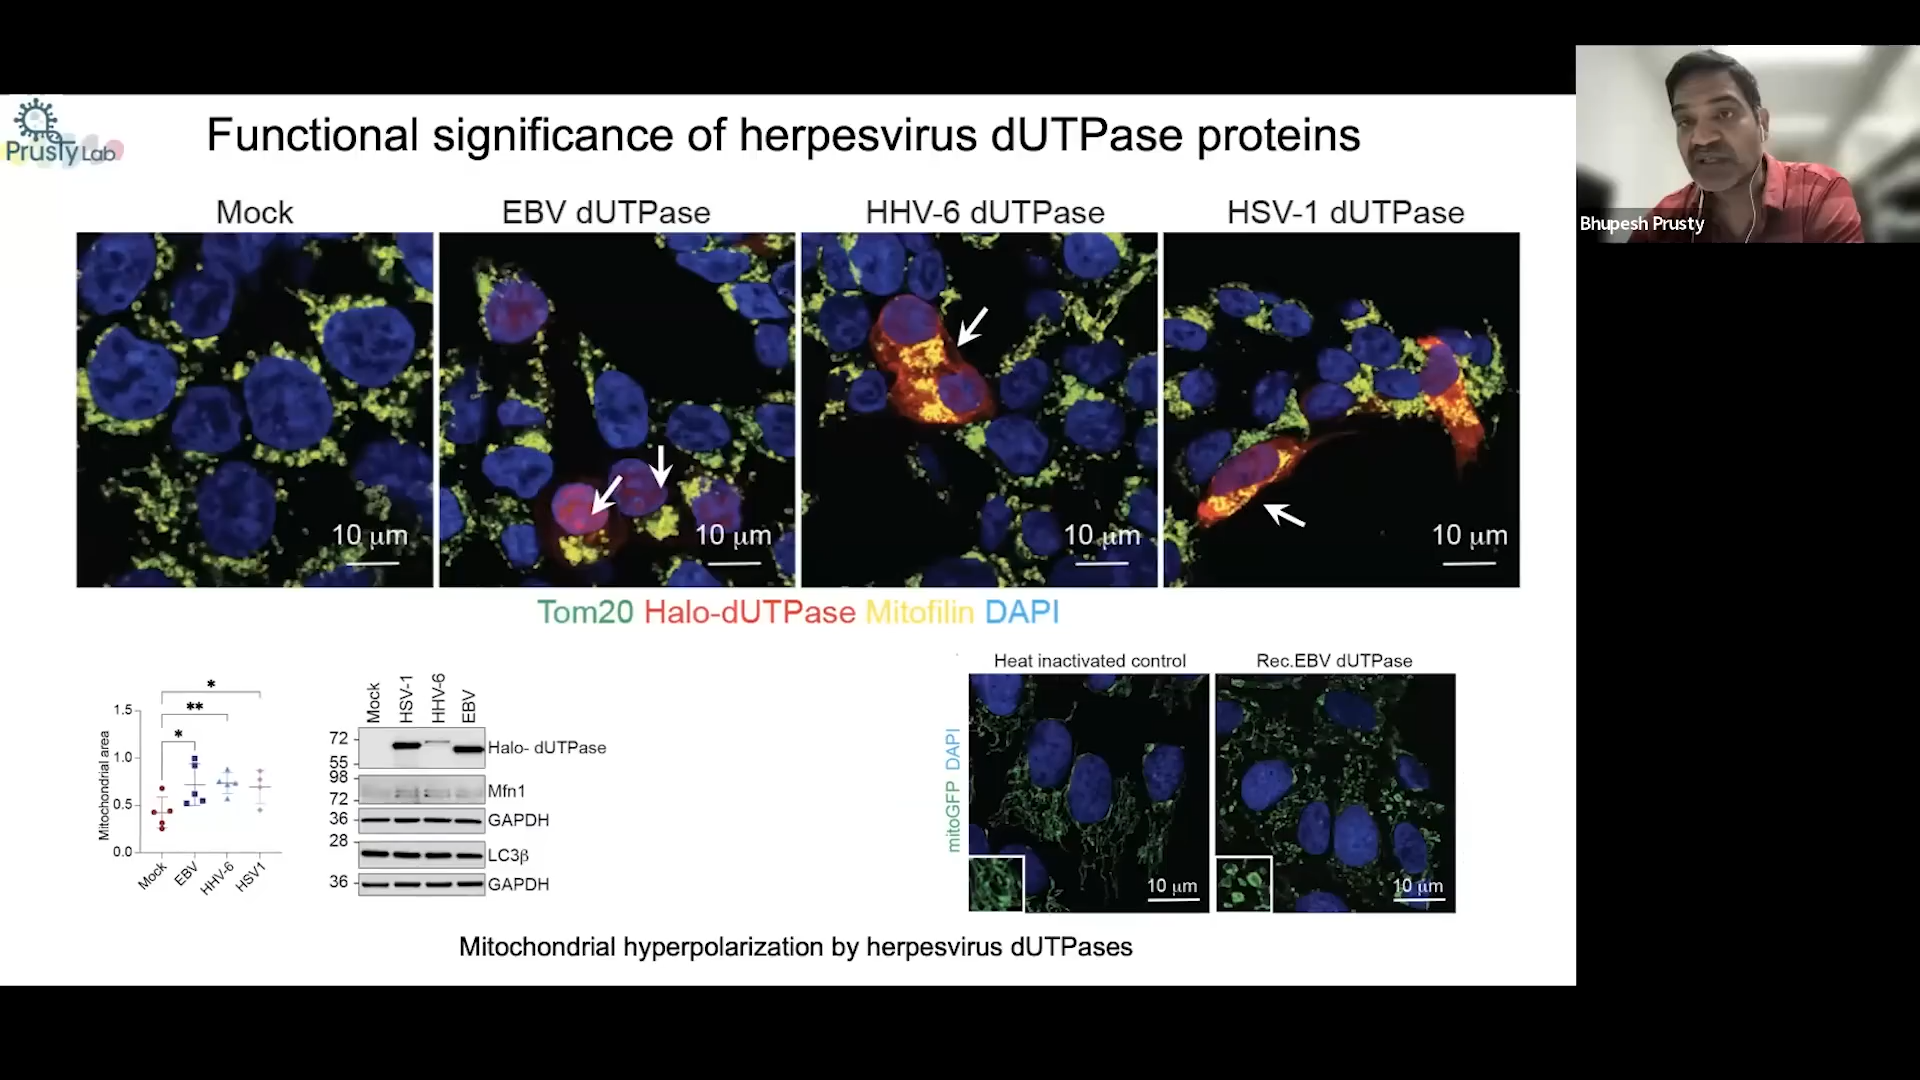 Prusty Lab
Functional significance of herpesvirus dUTPase proteins
Bhupesh Prusty
Mock
EBV dUTPase
HHV-6 dUTPase
HSV-1 dUTPase
10 μm
10 μm
10 μm
10 μm
Tom20 Halo-dUTPase Mitofilin DAPI
Mitochondrial area
1.5
1.0
0.5
0.0
*
**
*
Mock
EBV
HHV-6
HSV1
Mock
HSV-1
HHV-6
EBV
72
55
Halo- dUTPase
98
72
Mfn1
36
GAPDH
28
LC3β
36
GAPDH
Heat inactivated control
Rec.EBV dUTPase
mitoGFP DAPI
10 μm
10 μm
Mitochondrial hyperpolarization by herpesvirus dUTPases